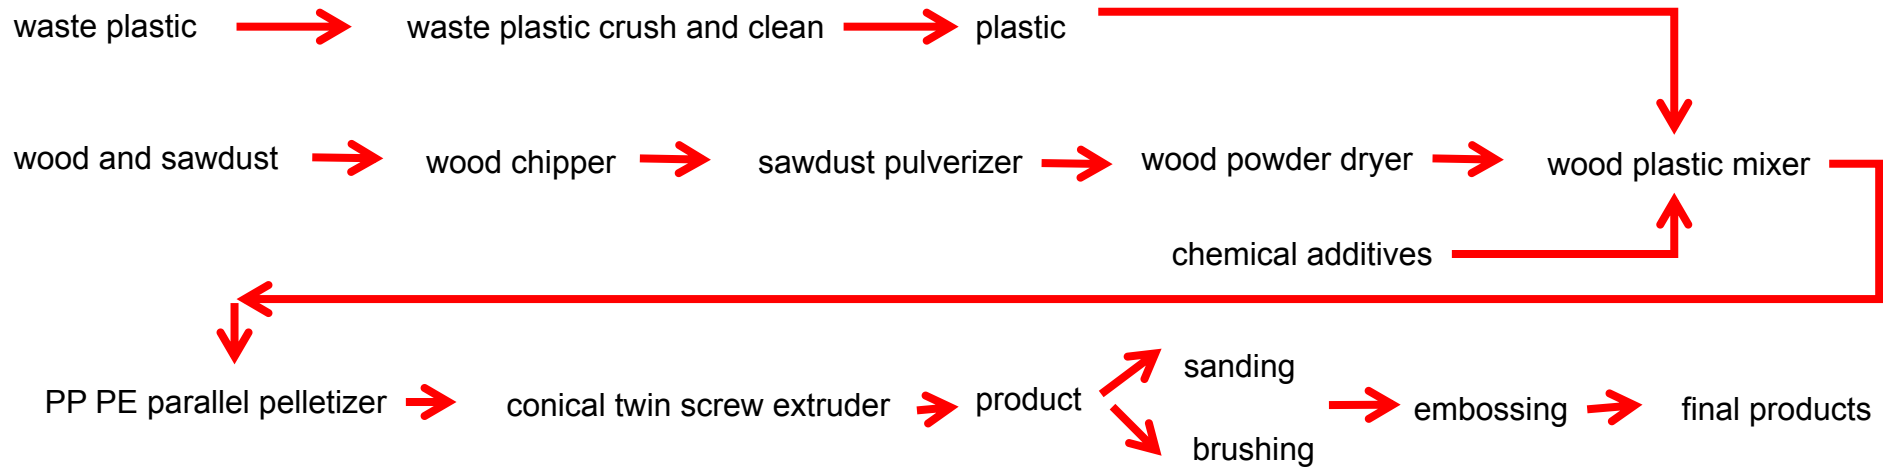 waste plastic
waste plastic crush and clean
plastic
wood and sawdust
wood chipper
sawdust pulverizer
wood powder dryer
wood plastic mixer
chemical additives
PP PE parallel pelletizer
conical twin screw extruder
product
sanding
brushing
embossing
final products